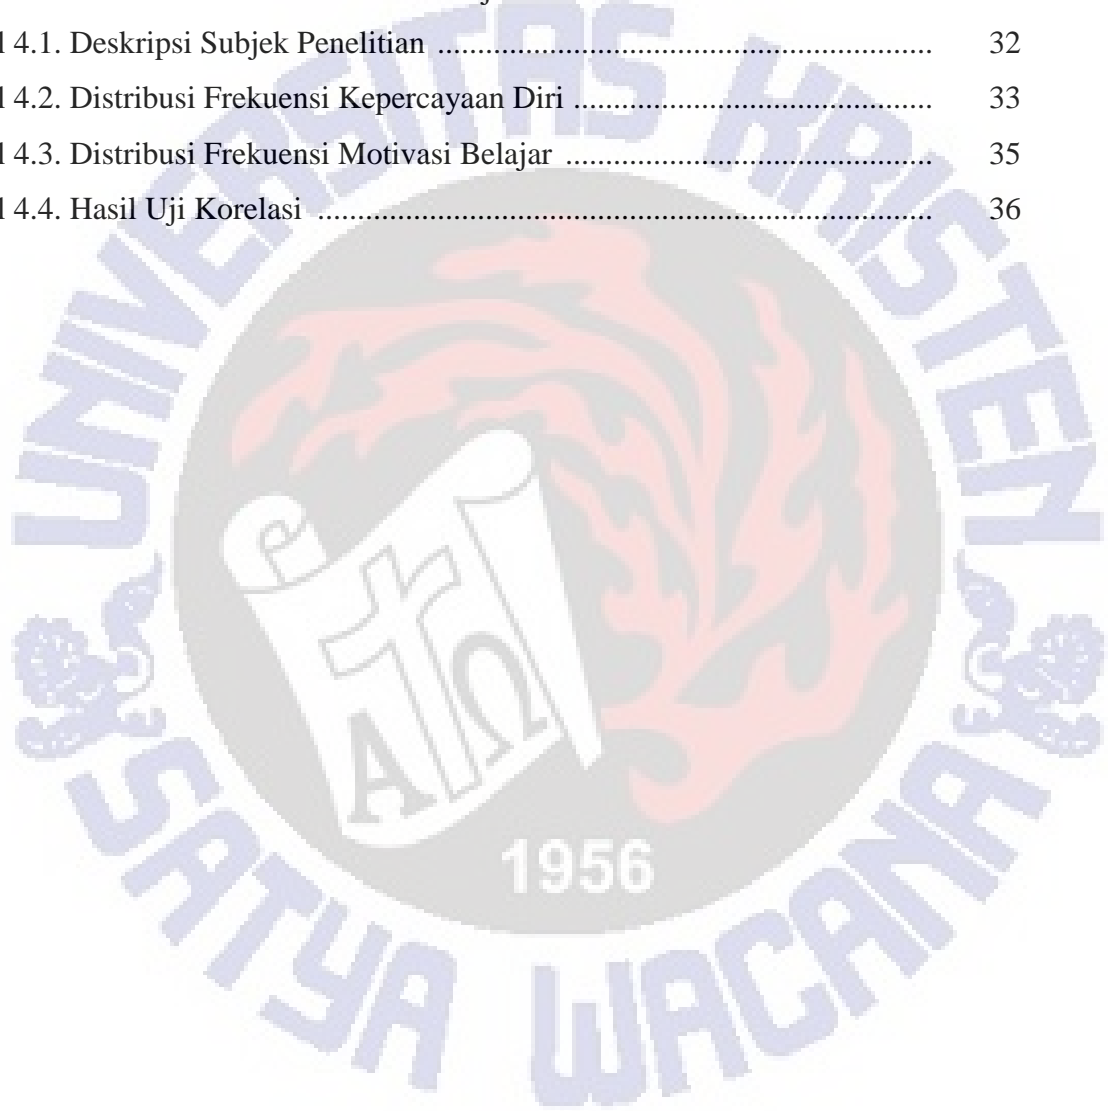 4.1. Deskripsi Subjek Penelitian ............................................................. 32
4.2. Distribusi Frekuensi Kepercayaan Diri ............................................ 33
4.3. Distribusi Frekuensi Motivasi Belajar ............................................. 35
4.4. Hasil Uji Korelasi ............................................................................ 36
UNIVERSITAS KRISTEN
Α Ω
1956
SATYA WACANA